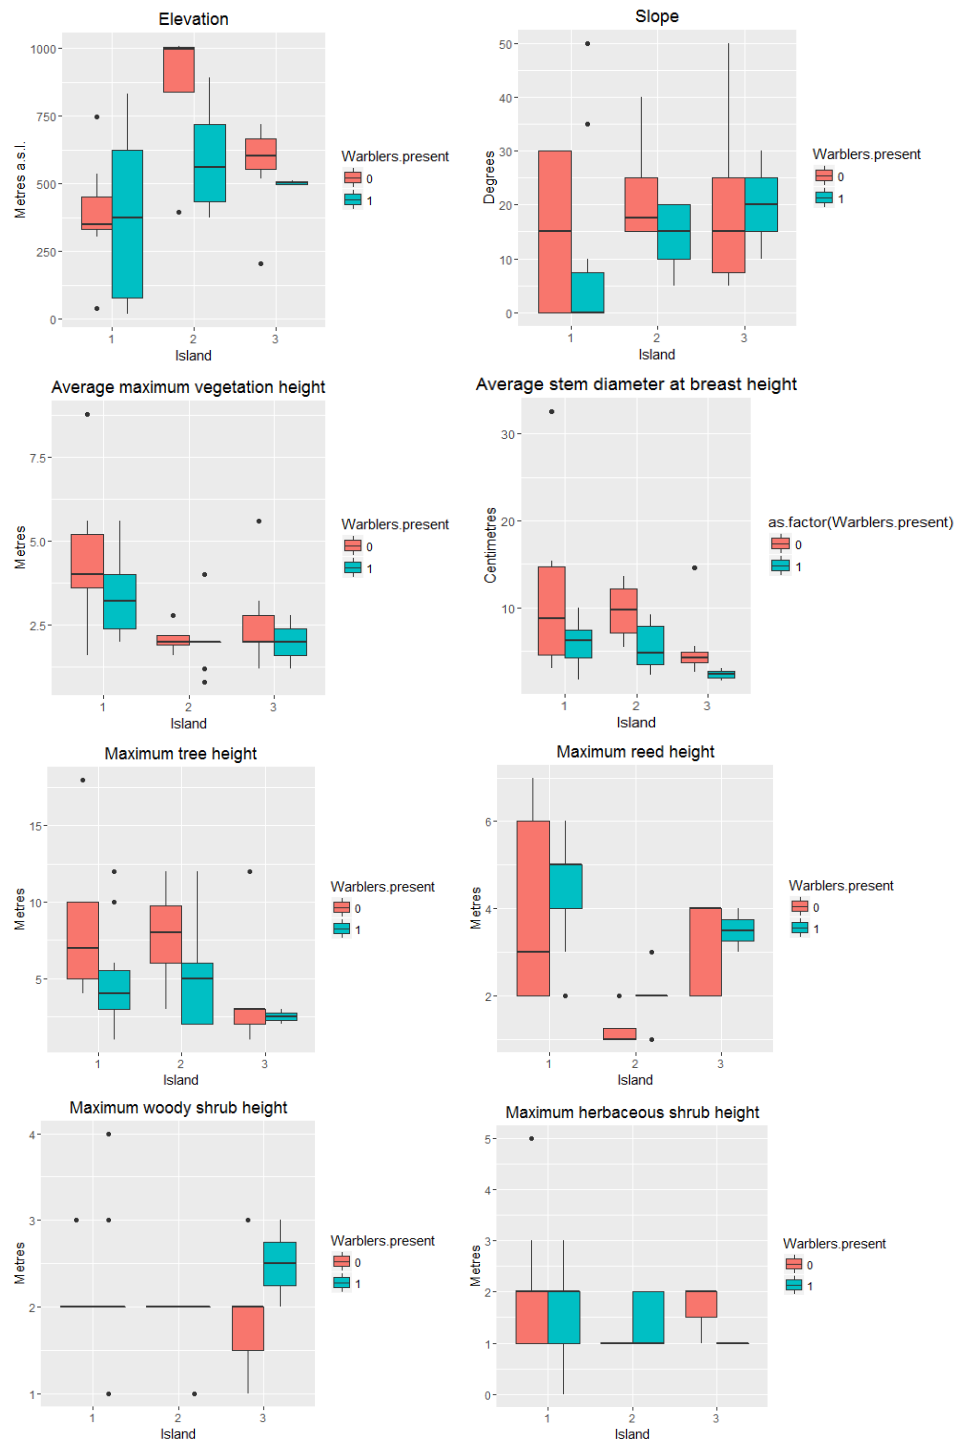 Elevation
1000
750
500
250
0
Metres a.s.l.
1 2 3
Island
Warblers.present
0
1
Slope
50
40
30
20
10
0
Degrees
1 2 3
Island
Warblers.present
0
1
Average maximum vegetation height
7.5
5.0
2.5
Metres
1 2 3
Island
Warblers.present
0
1
Average stem diameter at breast height
30
20
10
Centimetres
1 2 3
Island
as.factor(Warblers.present)
0
1
Maximum tree height
15
10
5
Metres
1 2 3
Island
Warblers.present
0
1
Maximum reed height
6
4
2
Metres
1 2 3
Island
Warblers.present
0
1
Maximum woody shrub height
4
3
2
1
Metres
1 2 3
Island
Warblers.present
0
1
Maximum herbaceous shrub height
5
4
3
2
1
0
Metres
1 2 3
Island
Warblers.present
0
1